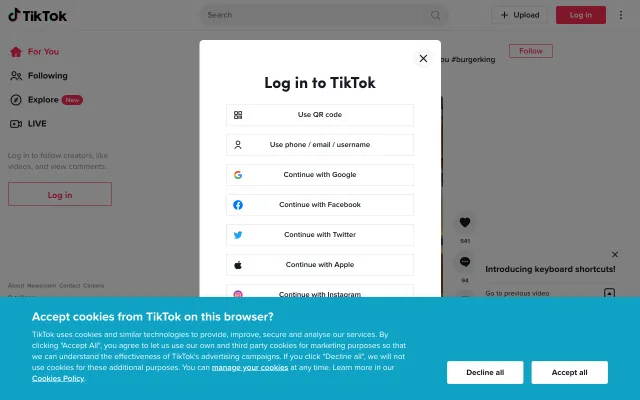 TikTok
Search
Upload
Log in
For You
Following
Explore New
LIVE
Log in to follow creators, like
videos, and view comments.
Log in
About Newsroom Contact Careers
ou #burgerking
Follow
541
94
Log in to TikTok
Use QR code
Use phone / email / username
Continue with Google
Continue with Facebook
Continue with Twitter
Continue with Apple
Continue with Instagram
Introducing keyboard shortcuts!
Go to previous video
Accept cookies from TikTok on this browser?
TikTok uses cookies and similar technologies to provide, improve, secure and analyse our services. By
clicking "Accept All", you agree to let us use our own and third party cookies for marketing purposes so that
we can understand the effectiveness of TikTok's advertising campaigns. If you click "Decline all", we will not
use cookies for these additional purposes. You can manage your cookies at any time. Learn more in our
Cookies Policy.
Decline all
Accept all